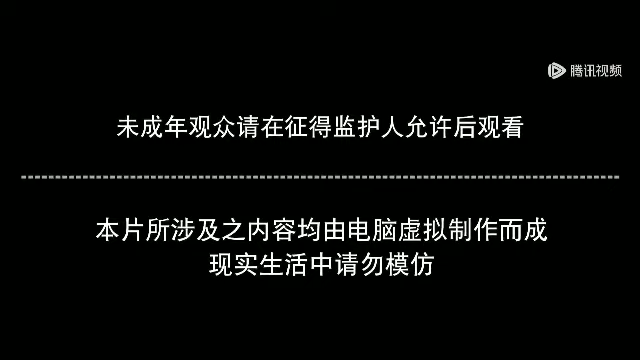 腾讯视频
未成年观众请在征得监护人允许后观看
本片所涉及之内容均由电脑虚拟制作而成
现实生活中请勿模仿